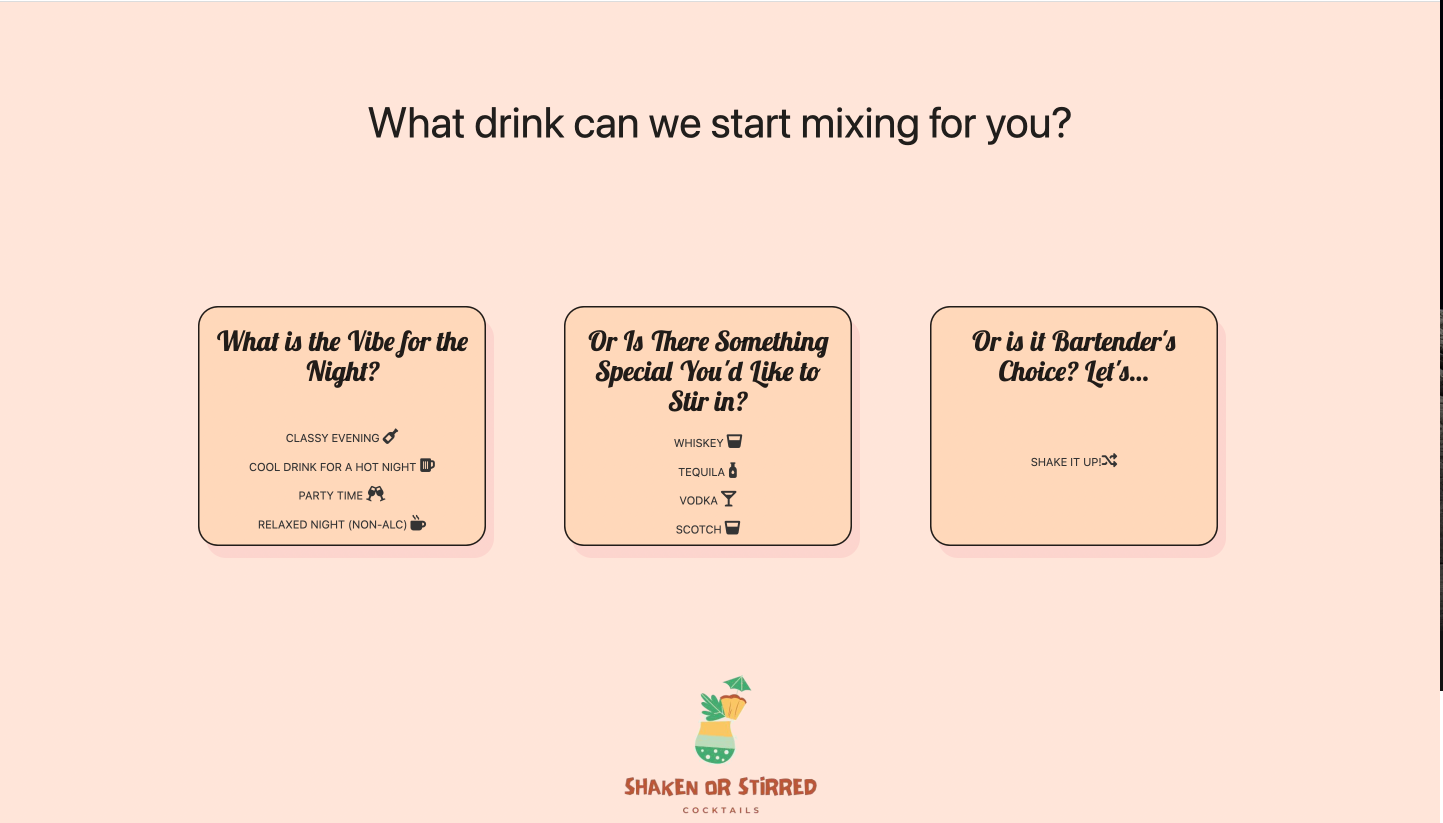 What drink can we start mixing for you?
What is the Vibe for the
Night?
CLASSY EVENING
COOL DRINK FOR A HOT NIGHT
PARTY TIME
RELAXED NIGHT (NON-ALC)
Or Is There Something
Special You'd Like to
Stir in?
WHISKEY
TEQUILA
VODKA
SCOTCH
Or is it Bartender's
Choice? Let's...
SHAKE IT UP!
SHAKEN OR STiRRED
COCKTAILS